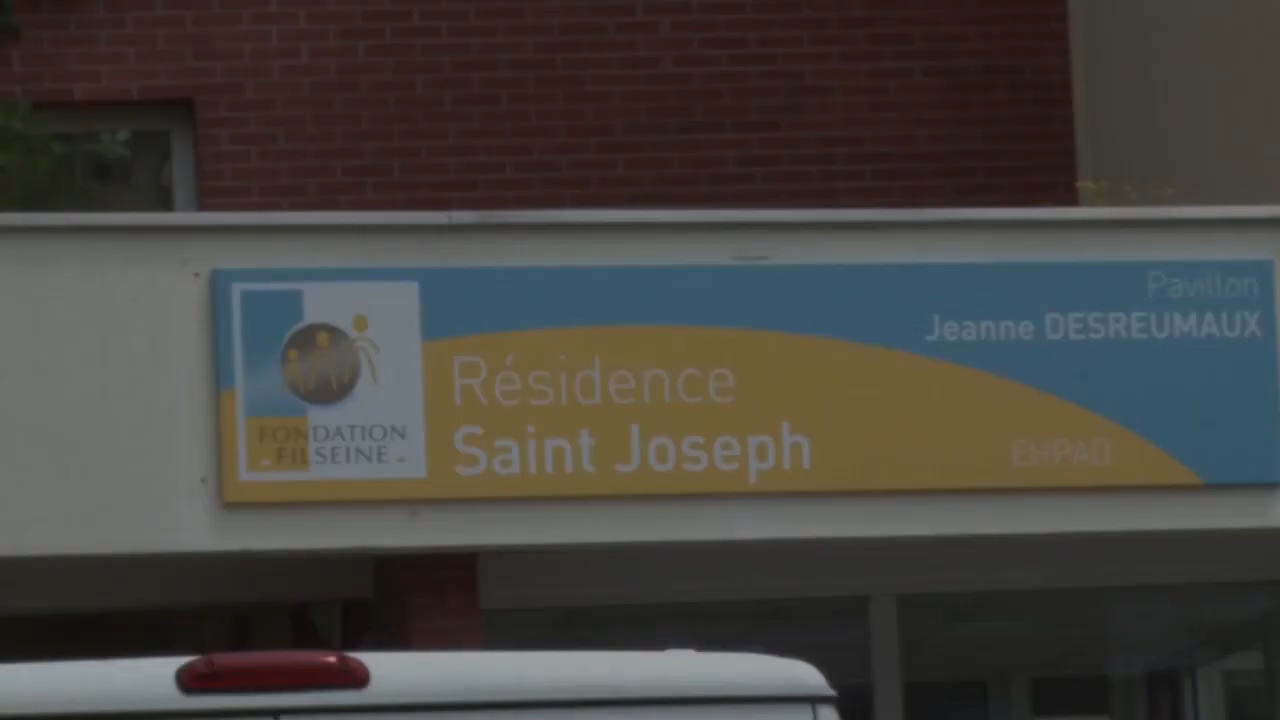 FONDATION
FILSEINE
Résidence
Saint Joseph
Pavillon
Jeanne DESREUMAUX
EHPAD